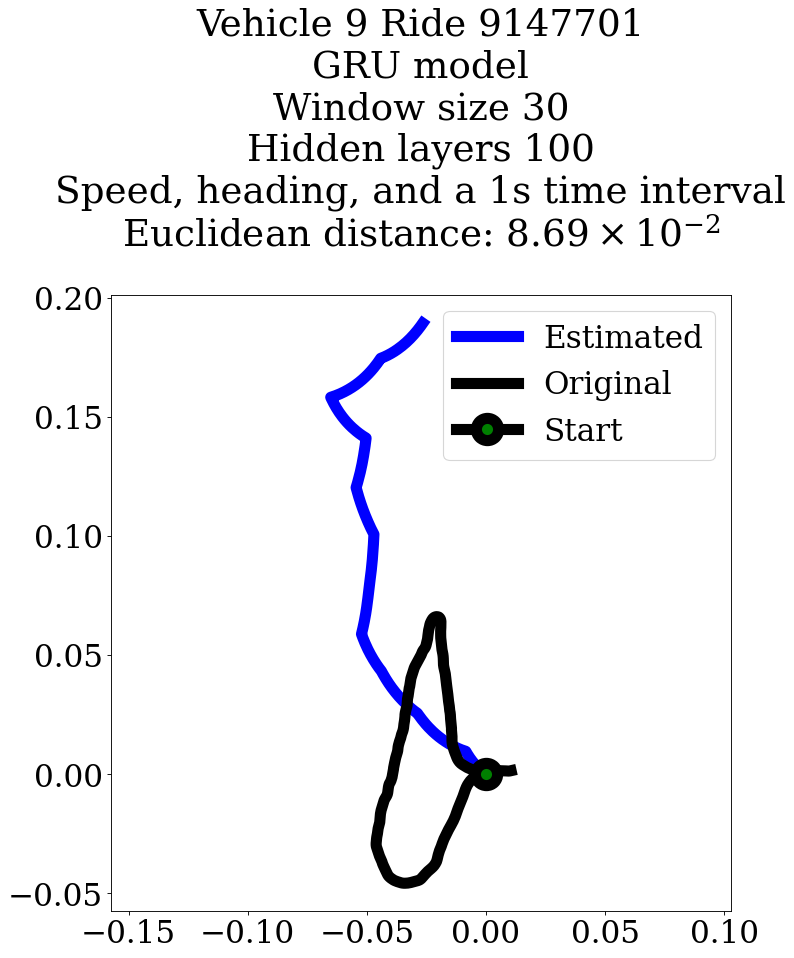 Vehicle 9 Ride 9147701
GRU model
Window size 30
Hidden layers 100
Speed, heading, and a 1s time interval
Euclidean distance: 8.69 × 10⁻²
Estimated
Original
Start
0.20
0.15
0.10
0.05
0.00
−0.05
−0.15 −0.10 −0.05 0.00 0.05 0.10